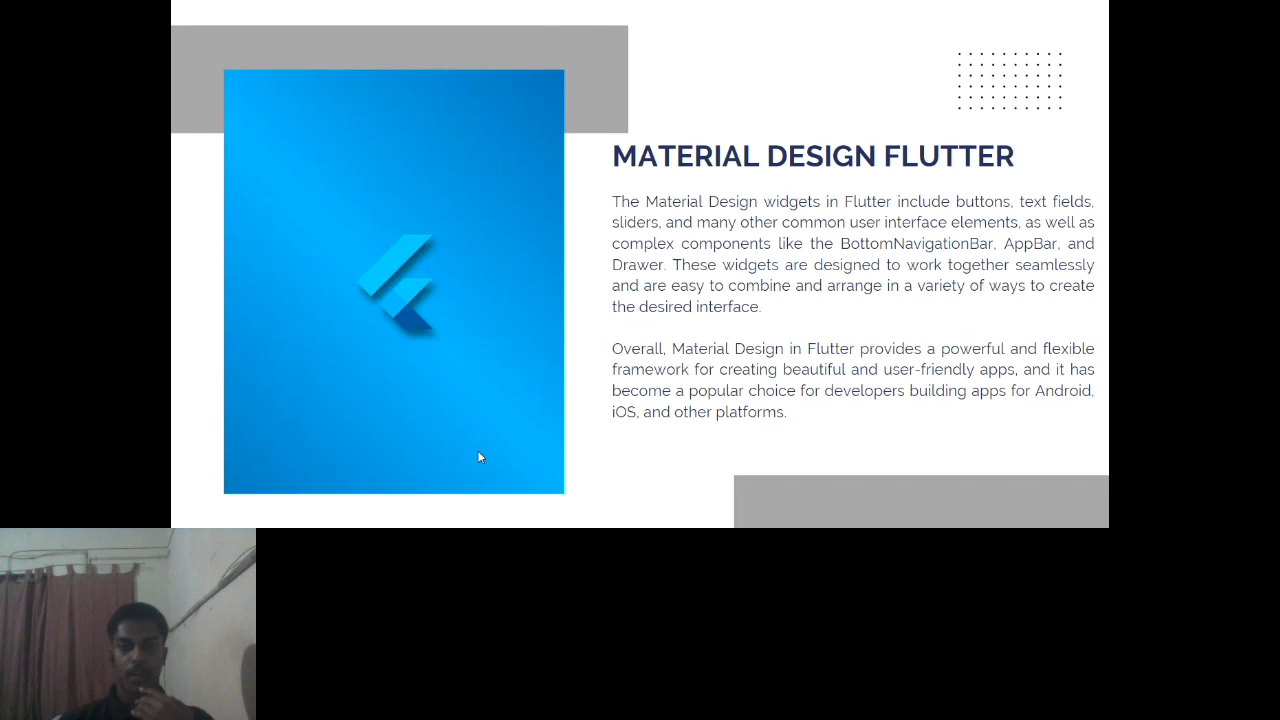 MATERIAL DESIGN FLUTTER
The Material Design widgets in Flutter include buttons, text fields,
sliders, and many other common user interface elements, as well as
complex components like the BottomNavigationBar, AppBar, and
Drawer. These widgets are designed to work together seamlessly
and are easy to combine and arrange in a variety of ways to create
the desired interface.
Overall, Material Design in Flutter provides a powerful and flexible
framework for creating beautiful and user-friendly apps, and it has
become a popular choice for developers building apps for Android,
iOS, and other platforms.